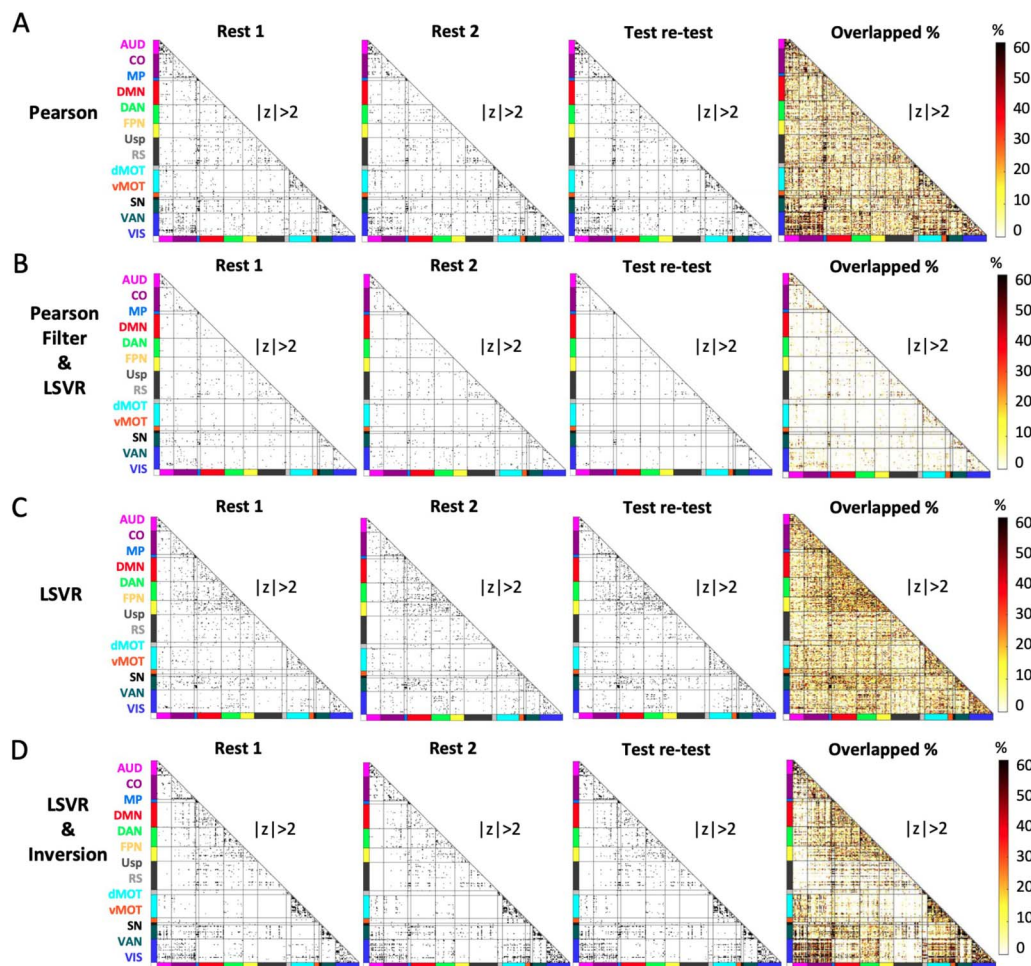 A
Rest 1 Rest 2 Test re-test Overlapped % %
Pearson
AUD
CO
MP
DMN
DAN
FPN
Usp
RS
dMOT
vMOT
SN
VAN
VIS
|z|>2 |z|>2 |z|>2 |z|>2
60
50
40
30
20
10
0
B
Rest 1 Rest 2 Test re-test Overlapped % %
Pearson
Filter
&
LSVR
AUD
CO
MP
DMN
DAN
FPN
Usp
RS
dMOT
vMOT
SN
VAN
VIS
|z|>2 |z|>2 |z|>2 |z|>2
60
50
40
30
20
10
0
C
Rest 1 Rest 2 Test re-test Overlapped % %
LSVR
AUD
CO
MP
DMN
DAN
FPN
Usp
RS
dMOT
vMOT
SN
VAN
VIS
|z|>2 |z|>2 |z|>2 |z|>2
60
50
40
30
20
10
0
D
Rest 1 Rest 2 Test re-test Overlapped % %
LSVR
&
Inversion
AUD
CO
MP
DMN
DAN
FPN
Usp
RS
dMOT
vMOT
SN
VAN
VIS
|z|>2 |z|>2 |z|>2 |z|>2
60
50
40
30
20
10
0